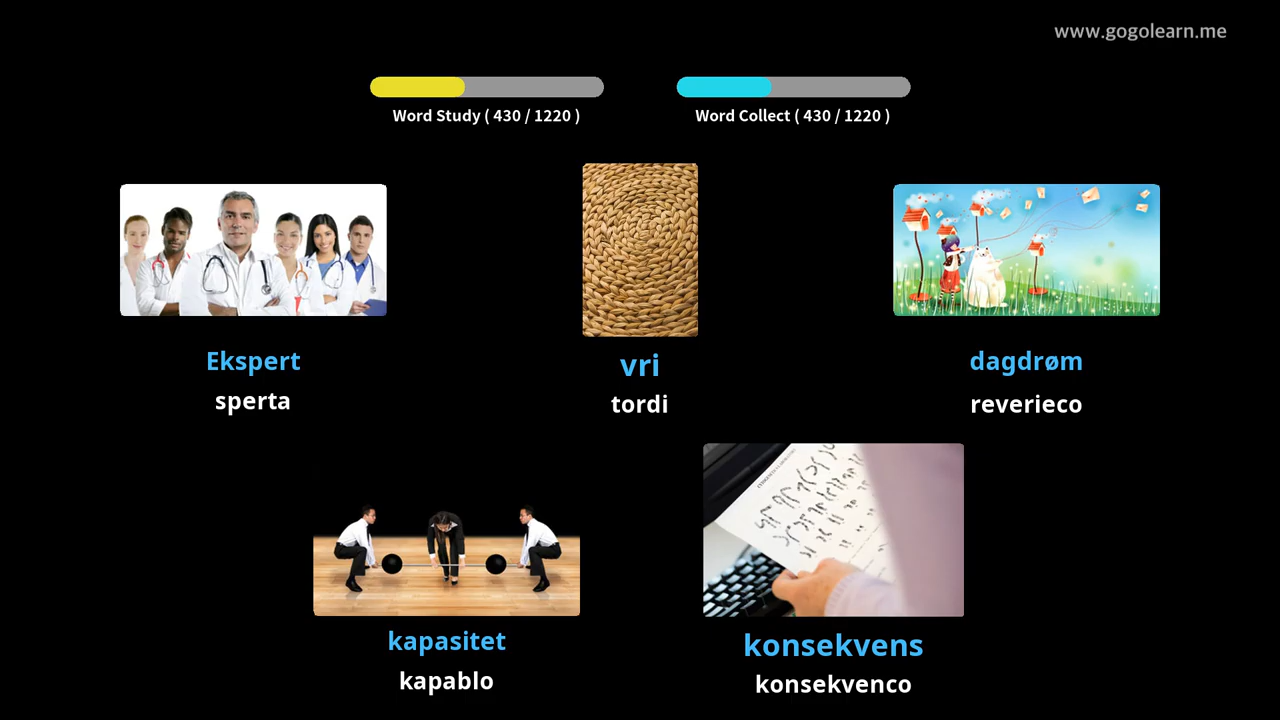 www.gogolearn.me
Word Study ( 430 / 1220 )
Word Collect ( 430 / 1220 )
Ekspert
sperta
vri
tordi
dagdrøm
reverieco
kapasitet
kapablo
konsekvens
konsekvenco